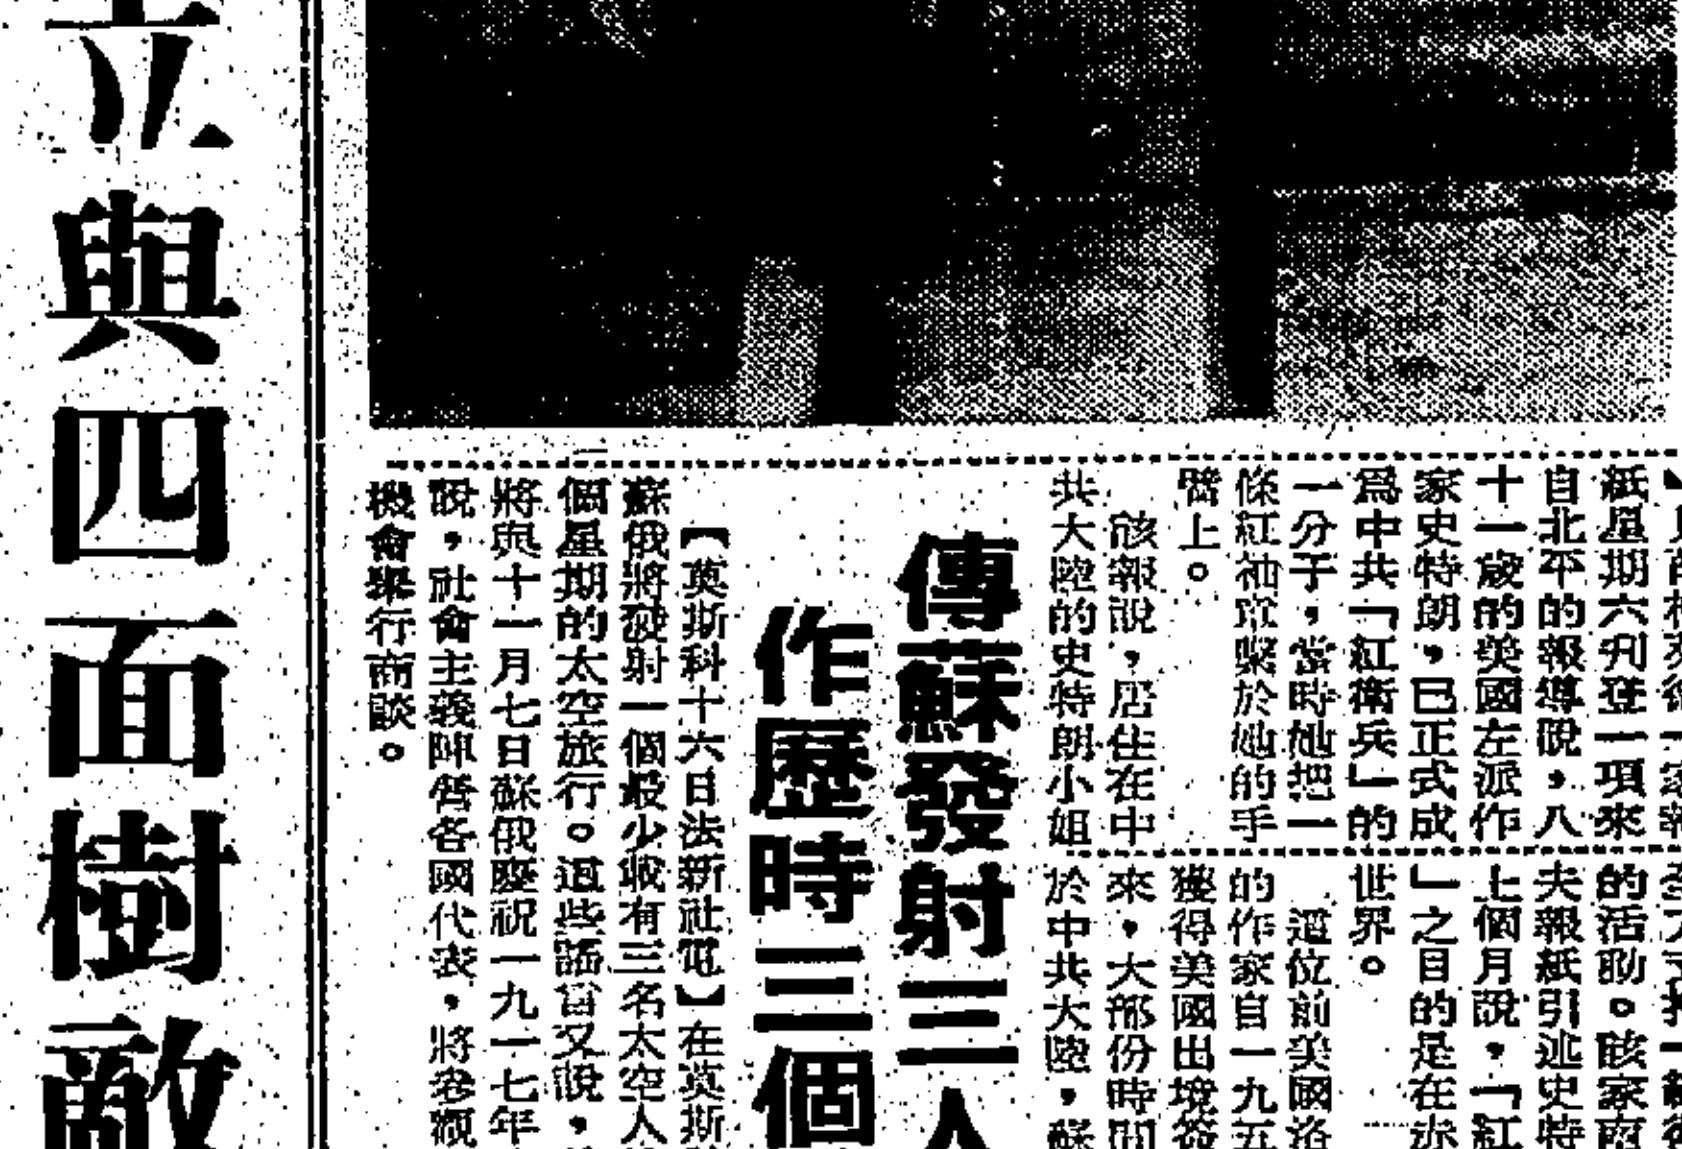 紙星期六刋登一項來
自北平的報導說，八
十一歲的美國左派作
家史特朗，已正式成
爲中共「紅衛兵」的
一分子，當時她把一
條紅袖章繫於她的手
臂上。
該報說，居住在中
共大陸的史特朗小姐
的活動。該家南
夫報紙引述史特
上個月說，「紅
」之目的是在赤
世界。
這位前美國洛
的作家自一九五
獲得美國出境簽
來，大部份時間
於中共大陸，蘇
傳蘇發射三人
作歷時三個
【莫斯科十六日法新社電】在莫斯
蘇俄將發射一個最少載有三名太空人
個星期的太空旅行。這些謠言又說，
將與十一月七日蘇俄慶祝一九一七年
說，社會主義陣營各國代表，將參觀
機會舉行商談。
立與四面樹敵